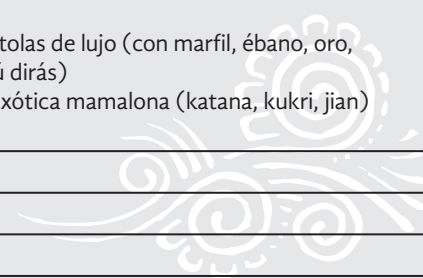 tolas de lujo (con marfil, ébano, oro,
ú dirás)
xótica mamalona (katana, kukri, jian)